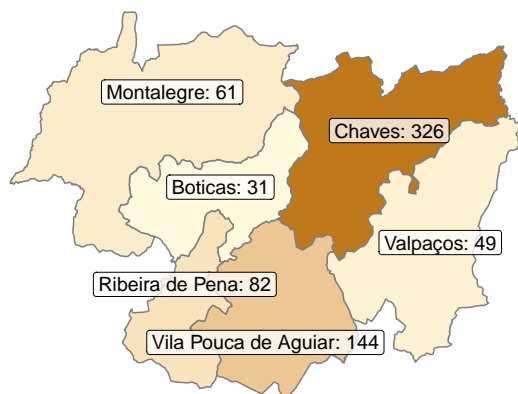 Montalegre: 61
Chaves: 326
Boticas: 31
Valpaços: 49
Ribeira de Pena: 82
Vila Pouca de Aguiar: 144